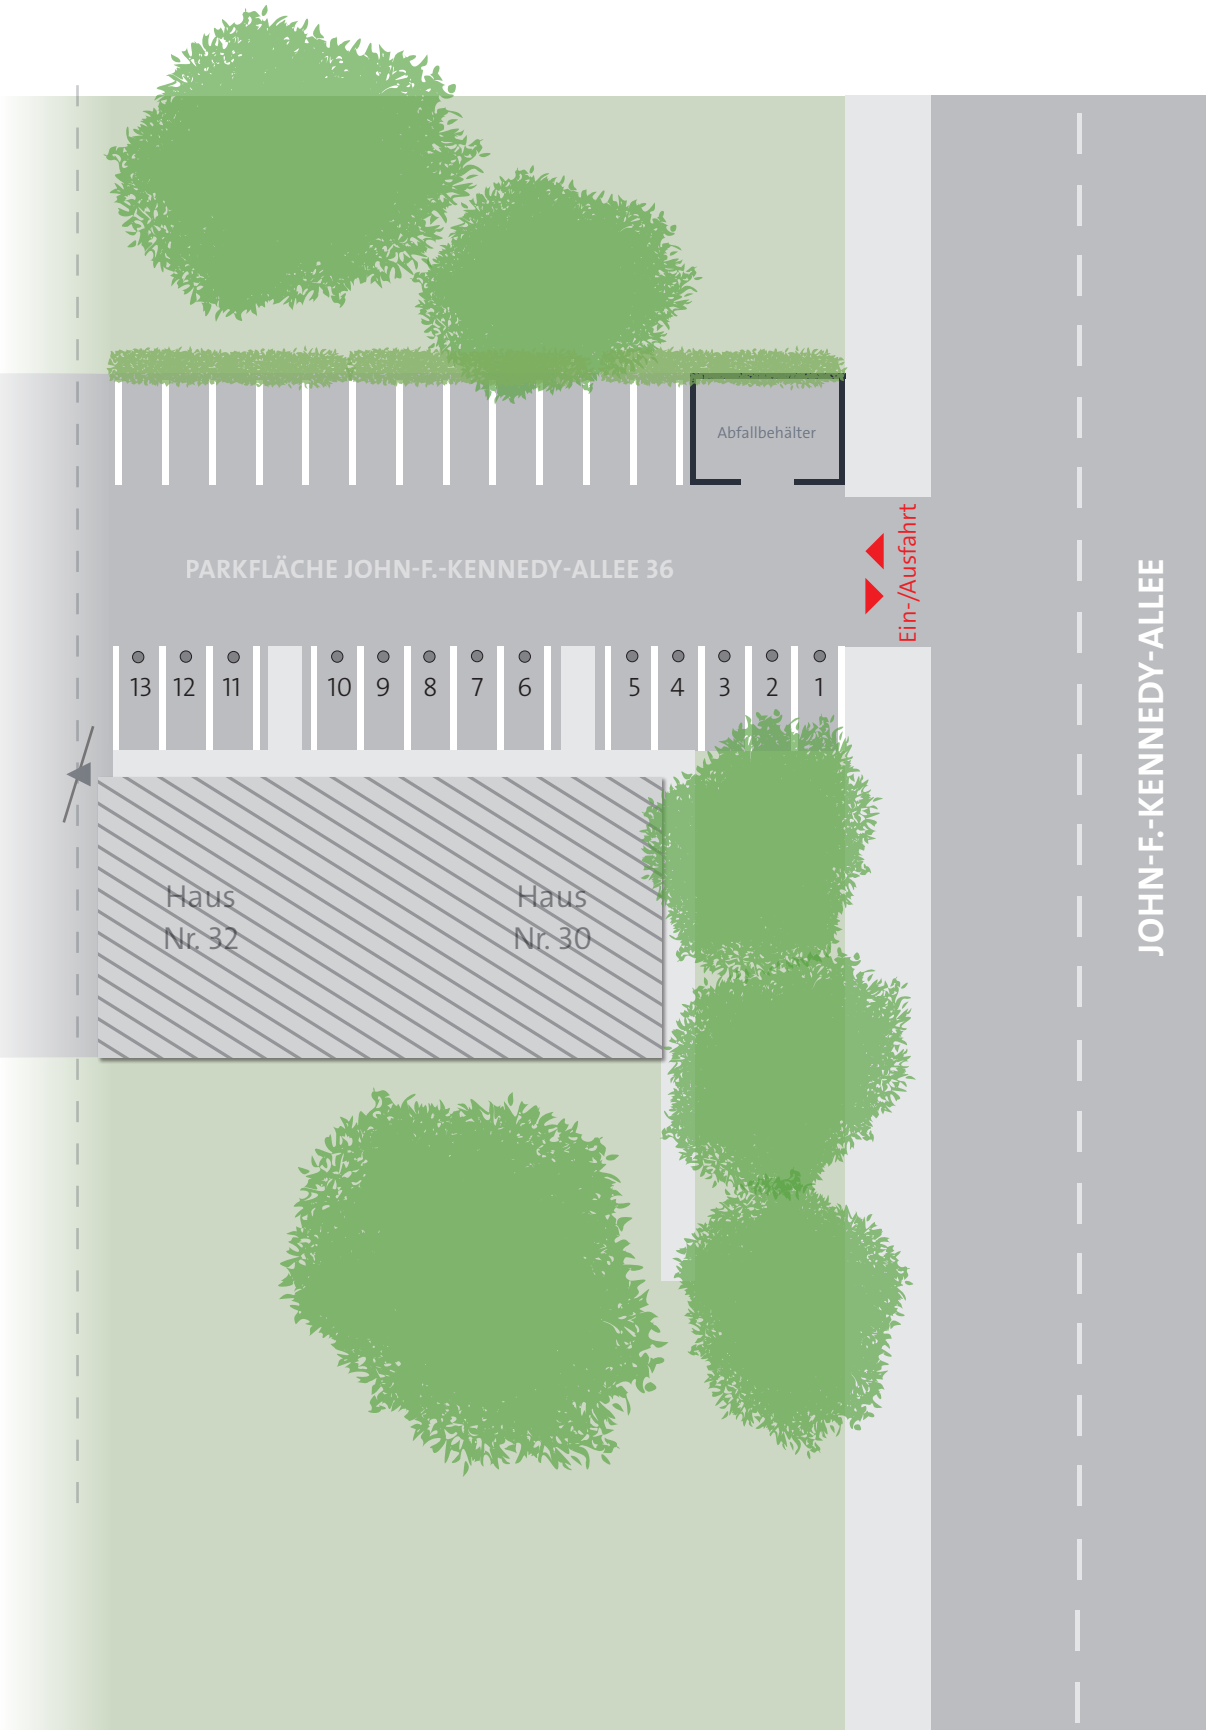 Abfallbehälter
Ein-/Ausfahrt
PARKFLÄCHE JOHN-F.-KENNEDY-ALLEE 36
JOHN-F.-KENNEDY-ALLEE
13 12 11 10 9 8 7 6 5 4 3 2 1
Haus
Nr. 32
Haus
Nr. 30